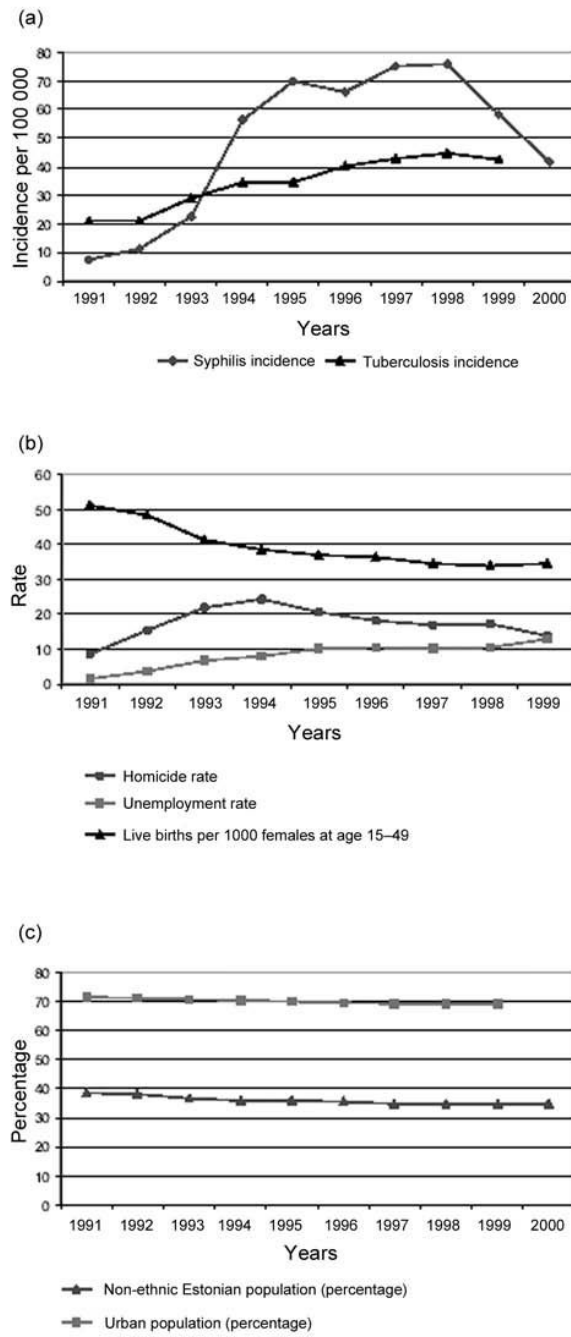 (a)
80
70
60
50
40
30
20
10
0
Incidence per 100 000
1991 1992 1993 1994 1995 1996 1997 1998 1999 2000
Years
Syphilis incidence Tuberculosis incidence
(b)
60
50
40
30
20
10
0
Rate
1991 1992 1993 1994 1995 1996 1997 1998 1999
Years
Homicide rate
Unemployment rate
Live births per 1000 females at age 15–49
(c)
80
70
60
50
40
30
20
10
0
Percentage
1991 1992 1993 1994 1995 1996 1997 1998 1999 2000
Years
Non-ethnic Estonian population (percentage)
Urban population (percentage)